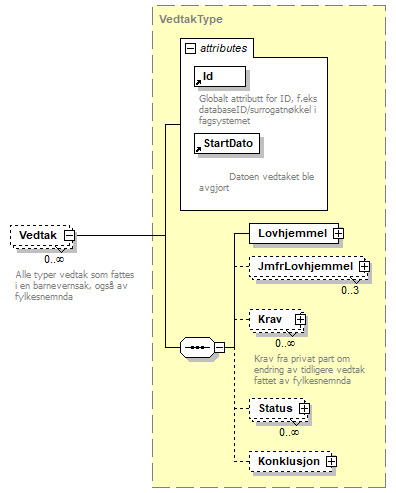 VedtakType
attributes
Id
Globalt attributt for ID, f.eks
databaseID/surrogatnøkkel i
fagsystemet
StartDato
Datoen vedtaket ble
avgjort
Vedtak
0..∞
Alle typer vedtak som fattes
i en barnevernsak, også av
fylkesnemnda
Lovhjemmel
JmfrLovhjemmel
0..3
Krav
0..∞
Krav fra privat part om
endring av tidligere vedtak
fattet av fylkesnemnda
Status
0..∞
Konklusjon